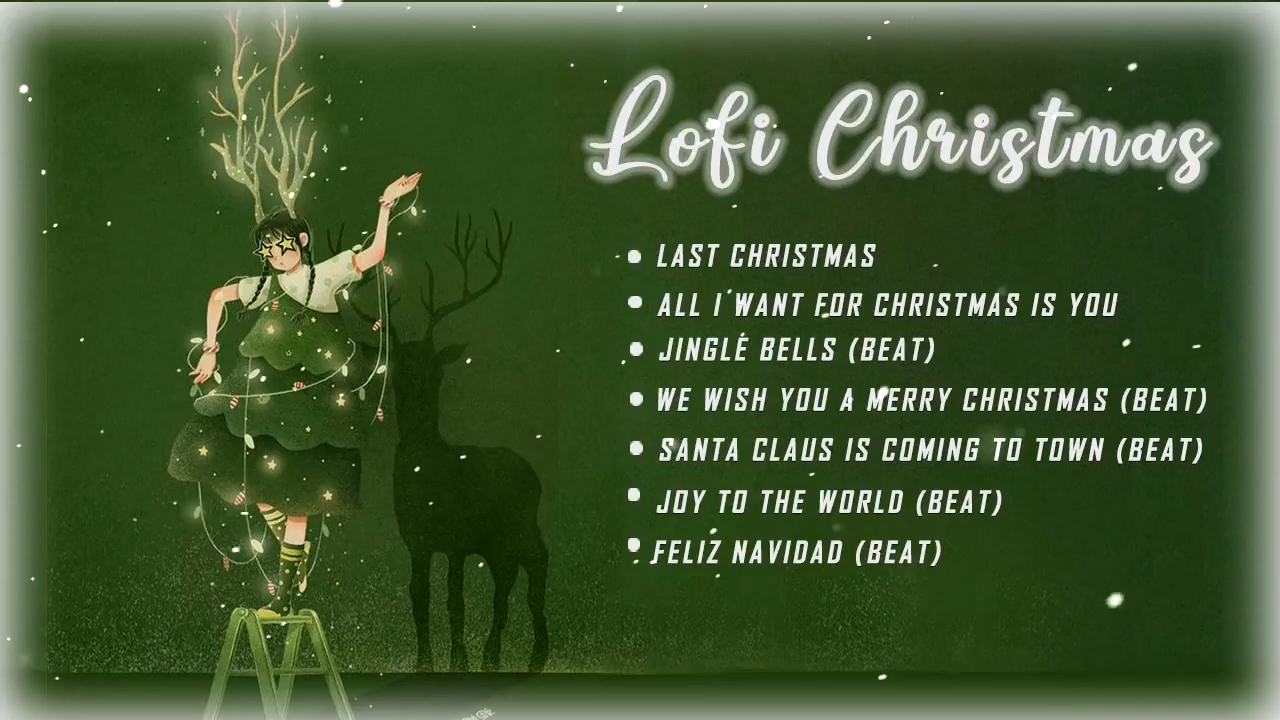 Lofi Christmas
LAST CHRISTMAS
ALL I WANT FOR CHRISTMAS IS YOU
JINGLE BELLS (BEAT)
WE WISH YOU A MERRY CHRISTMAS (BEAT)
SANTA CLAUS IS COMING TO TOWN (BEAT)
JOY TO THE WORLD (BEAT)
FELIZ NAVIDAD (BEAT)